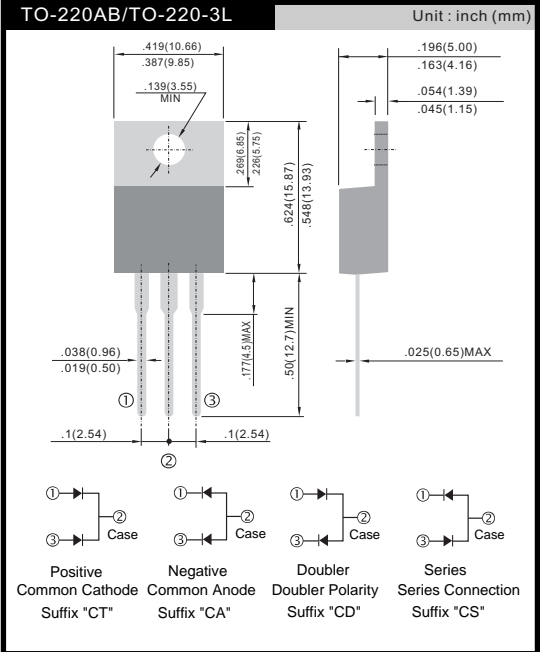 TO-220AB/TO-220-3L
Unit : inch (mm)
.419(10.66)
.387(9.85)
.139(3.55)
MIN
.269(6.85)
.226(5.75)
.624(15.87)
.548(13.93)
.196(5.00)
.163(4.16)
.054(1.39)
.045(1.15)
.038(0.96)
.019(0.50)
.177(4.5)MAX
.50(12.7)MIN
.025(0.65)MAX
①
③
.1(2.54)
.1(2.54)
②
①
②
Case
③
Positive
Common Cathode
Suffix "CT"
①
②
Case
③
Negative
Common Anode
Suffix "CA"
①
②
Case
③
Doubler
Doubler Polarity
Suffix "CD"
①
②
Case
③
Series
Series Connection
Suffix "CS"